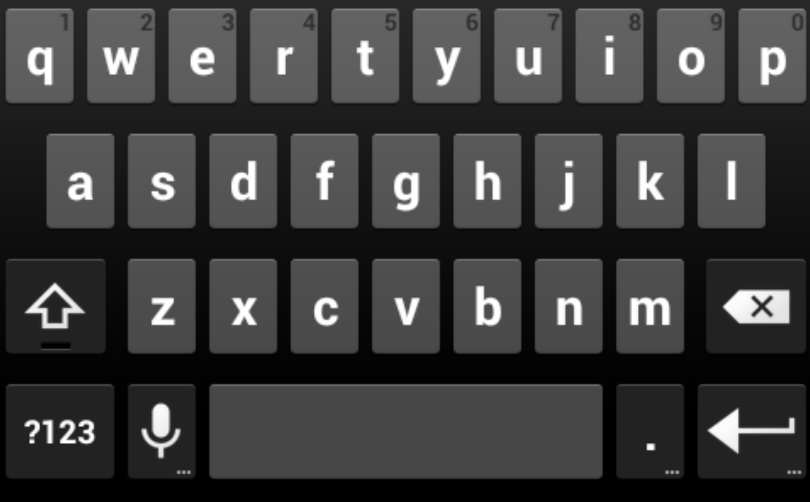 1 2 3 4 5 6 7 8 9 0
q w e r t y u i o p
a s d f g h j k l
z x c v b n m
?123 ... . ... ...